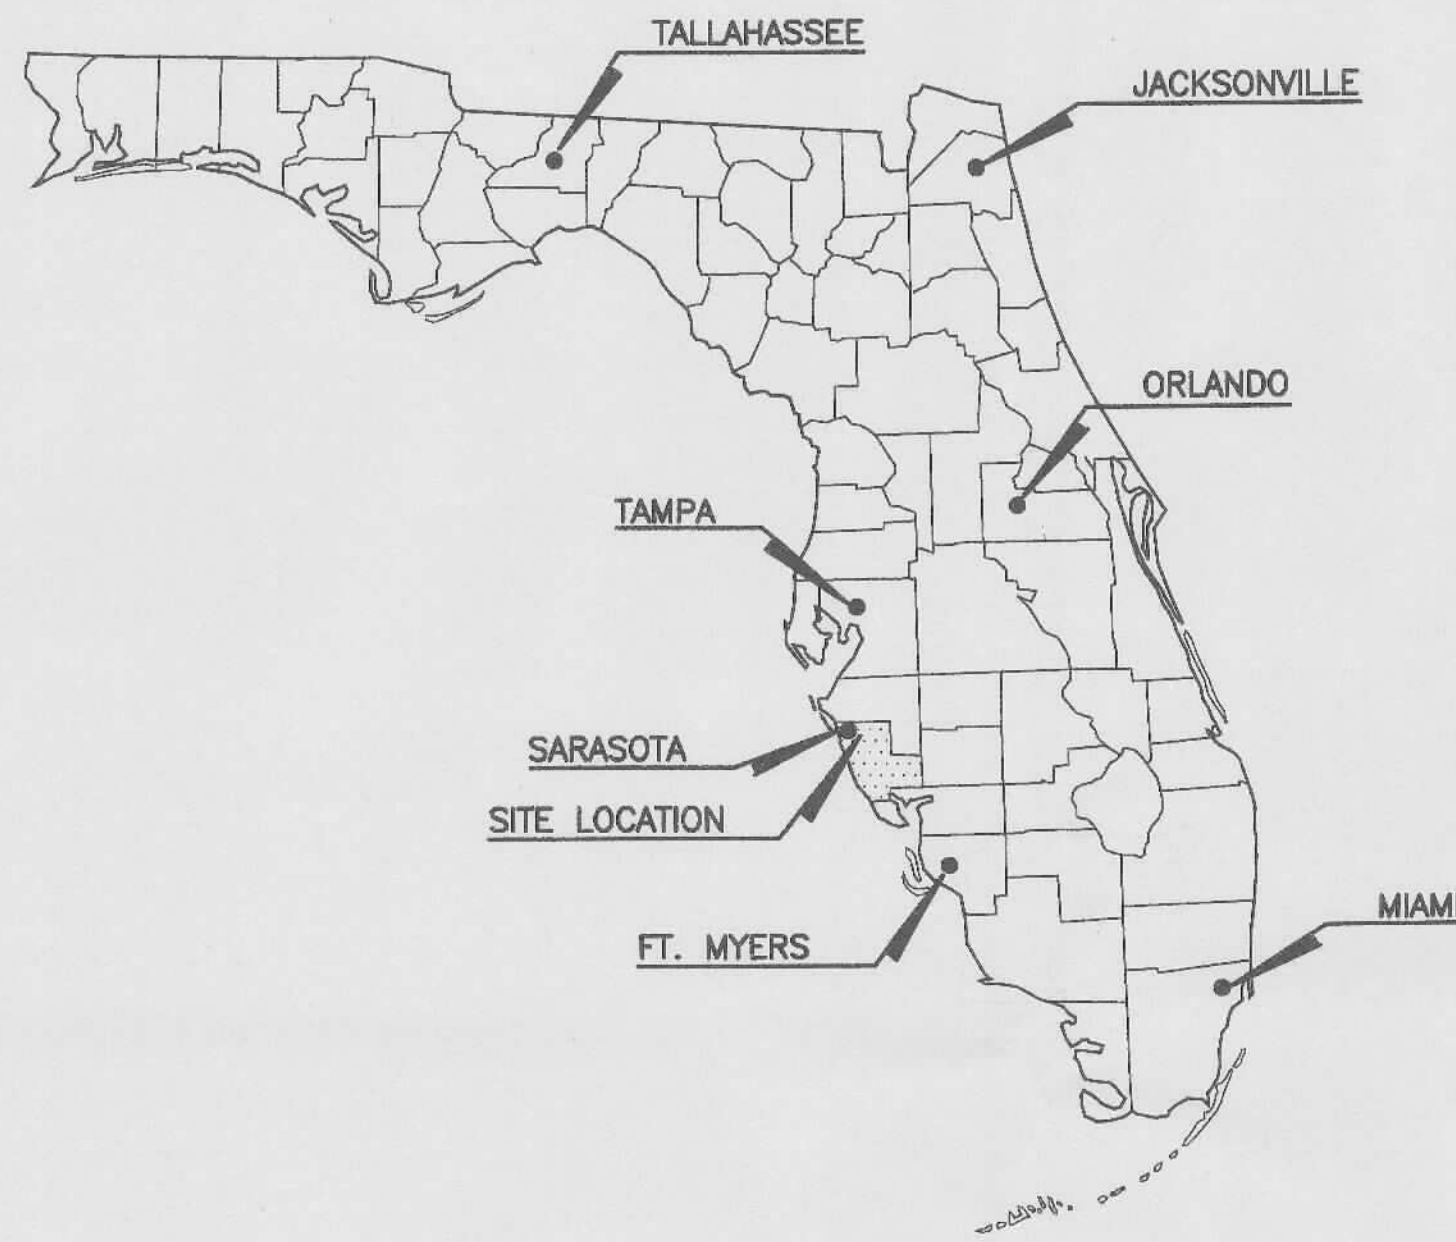 TALLAHASSEE
JACKSONVILLE
ORLANDO
TAMPA
SARASOTA
SITE LOCATION
FT. MYERS
MIAMI